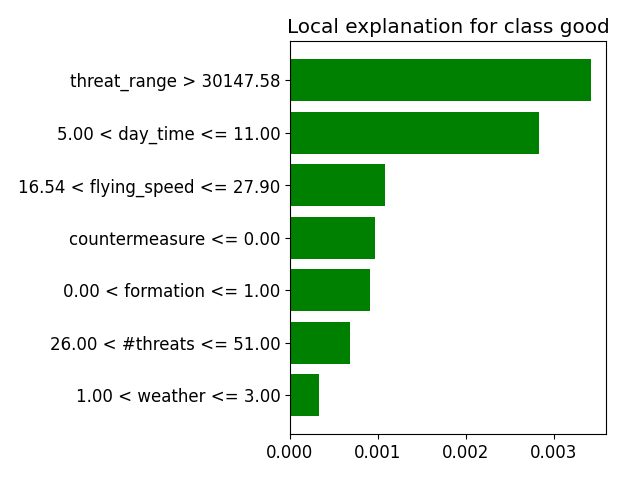 Local explanation for class good
threat_range > 30147.58
5.00 < day_time <= 11.00
16.54 < flying_speed <= 27.90
countermeasure <= 0.00
0.00 < formation <= 1.00
26.00 < #threats <= 51.00
1.00 < weather <= 3.00
0.000 0.001 0.002 0.003